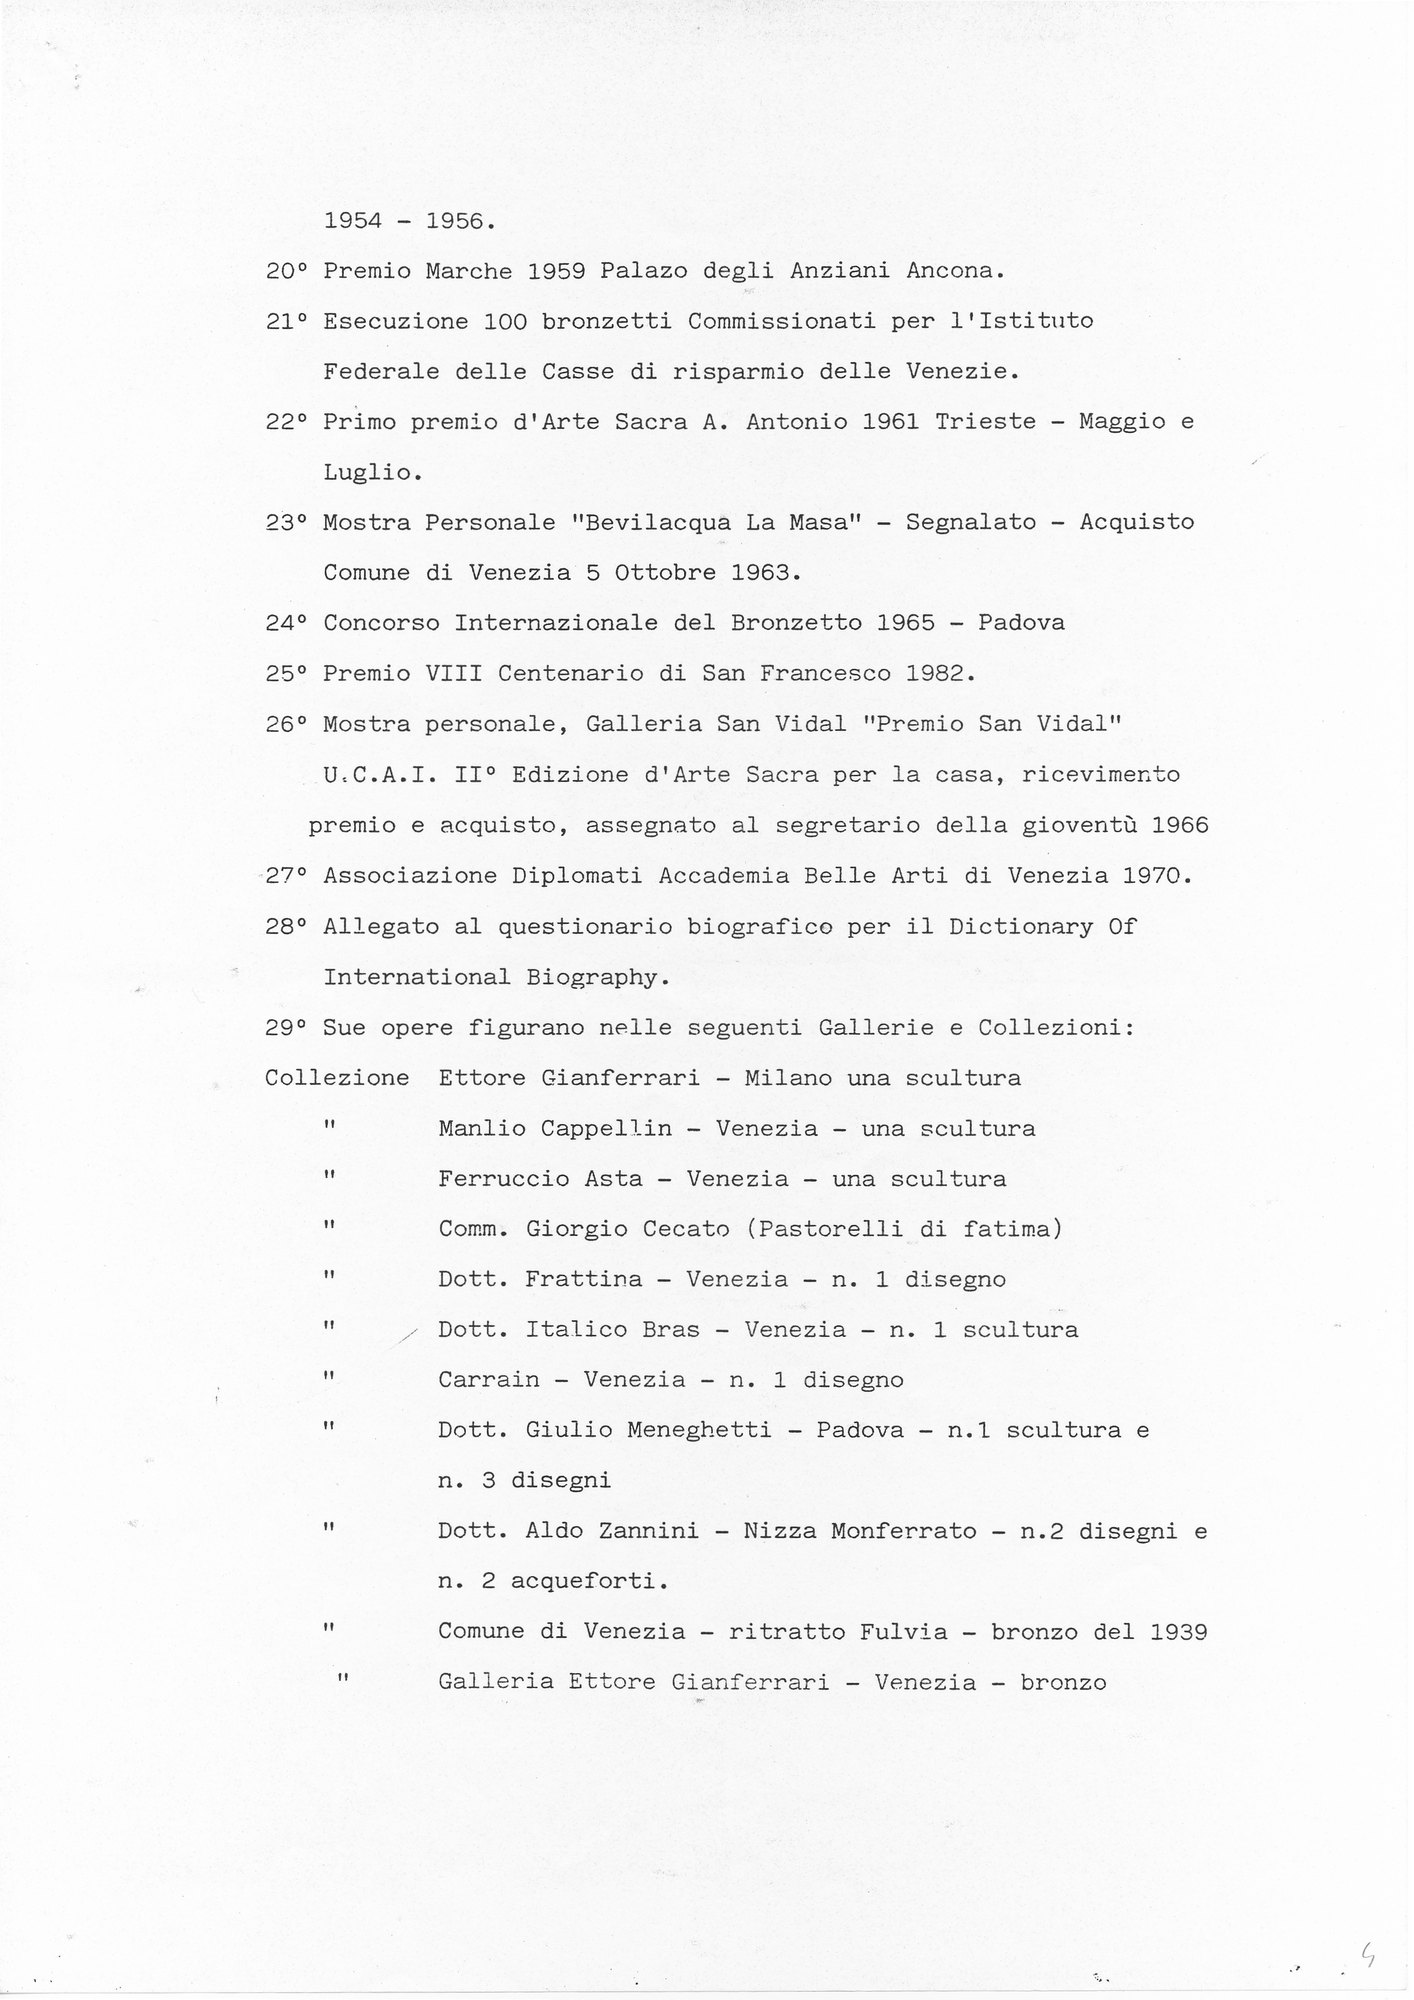 1954 - 1956.
20° Premio Marche 1959 Palazo degli Anziani Ancona.
21° Esecuzione 100 bronzetti Commissionati per l'Istituto
Federale delle Casse di risparmio delle Venezie.
22° Primo premio d'Arte Sacra A. Antonio 1961 Trieste - Maggio e
Luglio.
23° Mostra Personale "Bevilacqua La Masa" - Segnalato - Acquisto
Comune di Venezia 5 Ottobre 1963.
24° Concorso Internazionale del Bronzetto 1965 - Padova
25° Premio VIII Centenario di San Francesco 1982.
26° Mostra personale, Galleria San Vidal "Premio San Vidal"
U.C.A.I. II° Edizione d'Arte Sacra per la casa, ricevimento
premio e acquisto, assegnato al segretario della gioventù 1966
27° Associazione Diplomati Accademia Belle Arti di Venezia 1970.
28° Allegato al questionario biografico per il Dictionary Of
International Biography.
29° Sue opere figurano nelle seguenti Gallerie e Collezioni:
Collezione Ettore Gianferrari - Milano una scultura
" Manlio Cappellin - Venezia - una scultura
" Ferruccio Asta - Venezia - una scultura
" Comm. Giorgio Cecato (Pastorelli di fatima)
" Dott. Frattina - Venezia - n. 1 disegno
" Dott. Italico Bras - Venezia - n. 1 scultura
" Carrain - Venezia - n. 1 disegno
" Dott. Giulio Meneghetti - Padova - n.1 scultura e
n. 3 disegni
" Dott. Aldo Zannini - Nizza Monferrato - n.2 disegni e
n. 2 acqueforti.
" Comune di Venezia - ritratto Fulvia - bronzo del 1939
" Galleria Ettore Gianferrari - Venezia - bronzo